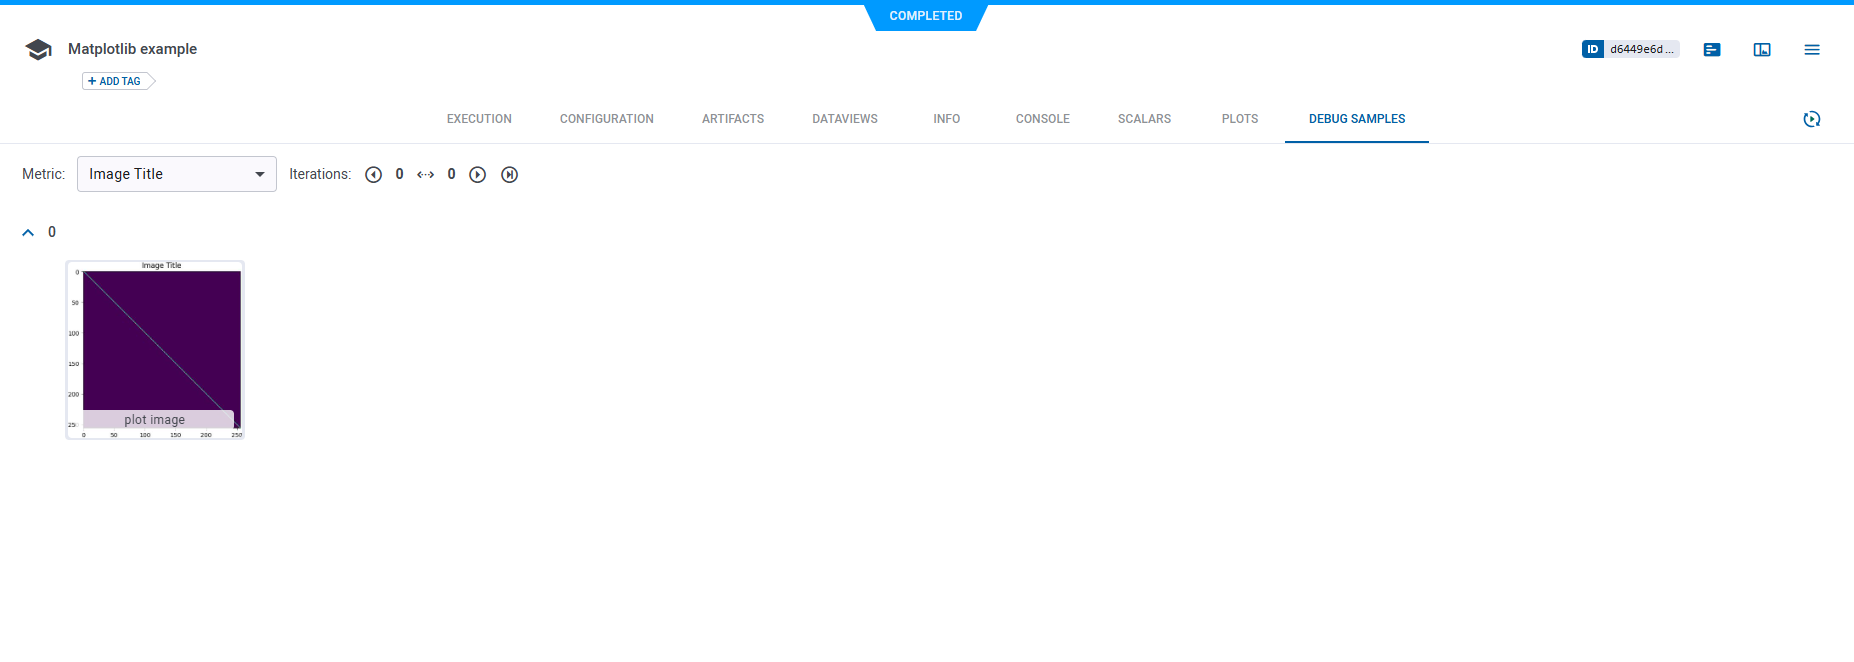 COMPLETED
Matplotlib example
ID d6449e6d ...
+ ADD TAG
EXECUTION CONFIGURATION ARTIFACTS DATAVIEWS INFO CONSOLE SCALARS PLOTS DEBUG SAMPLES
Metric: Image Title Iterations: 0 0
0
Image Title
0
50
100
150
200
plot image
25
0 50 100 150 200 250